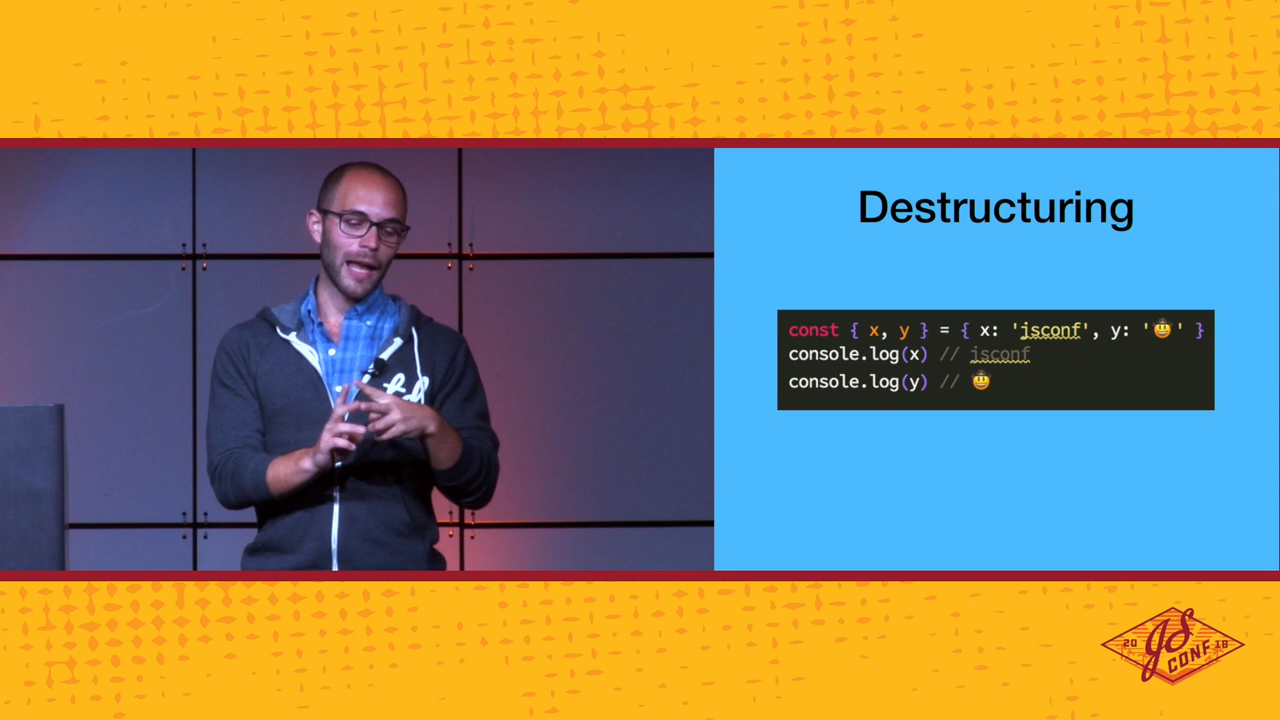 Destructuring
const { x, y } = { x: 'jsconf', y: '🤠' }
console.log(x) // jsconf
console.log(y) // 🤠
20 JS CONF 18